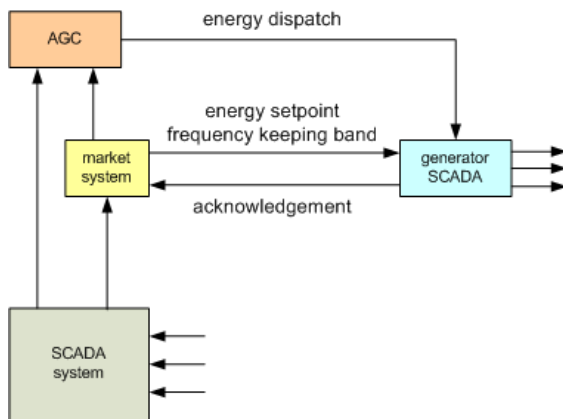 energy dispatch
AGC
energy setpoint
frequency keeping band
market
system
generator
SCADA
acknowledgement
SCADA
system